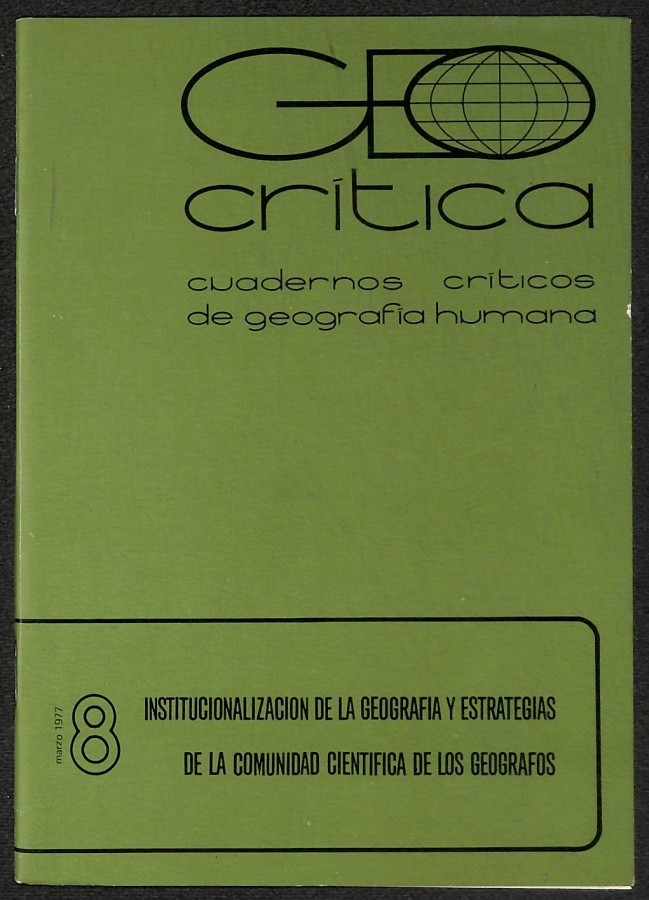 GEO
crítica
cuadernos críticos
de geografía humana
marzo 1977
8
INSTITUCIONALIZACION DE LA GEOGRAFIA Y ESTRATEGIAS
DE LA COMUNIDAD CIENTIFICA DE LOS GEOGRAFOS